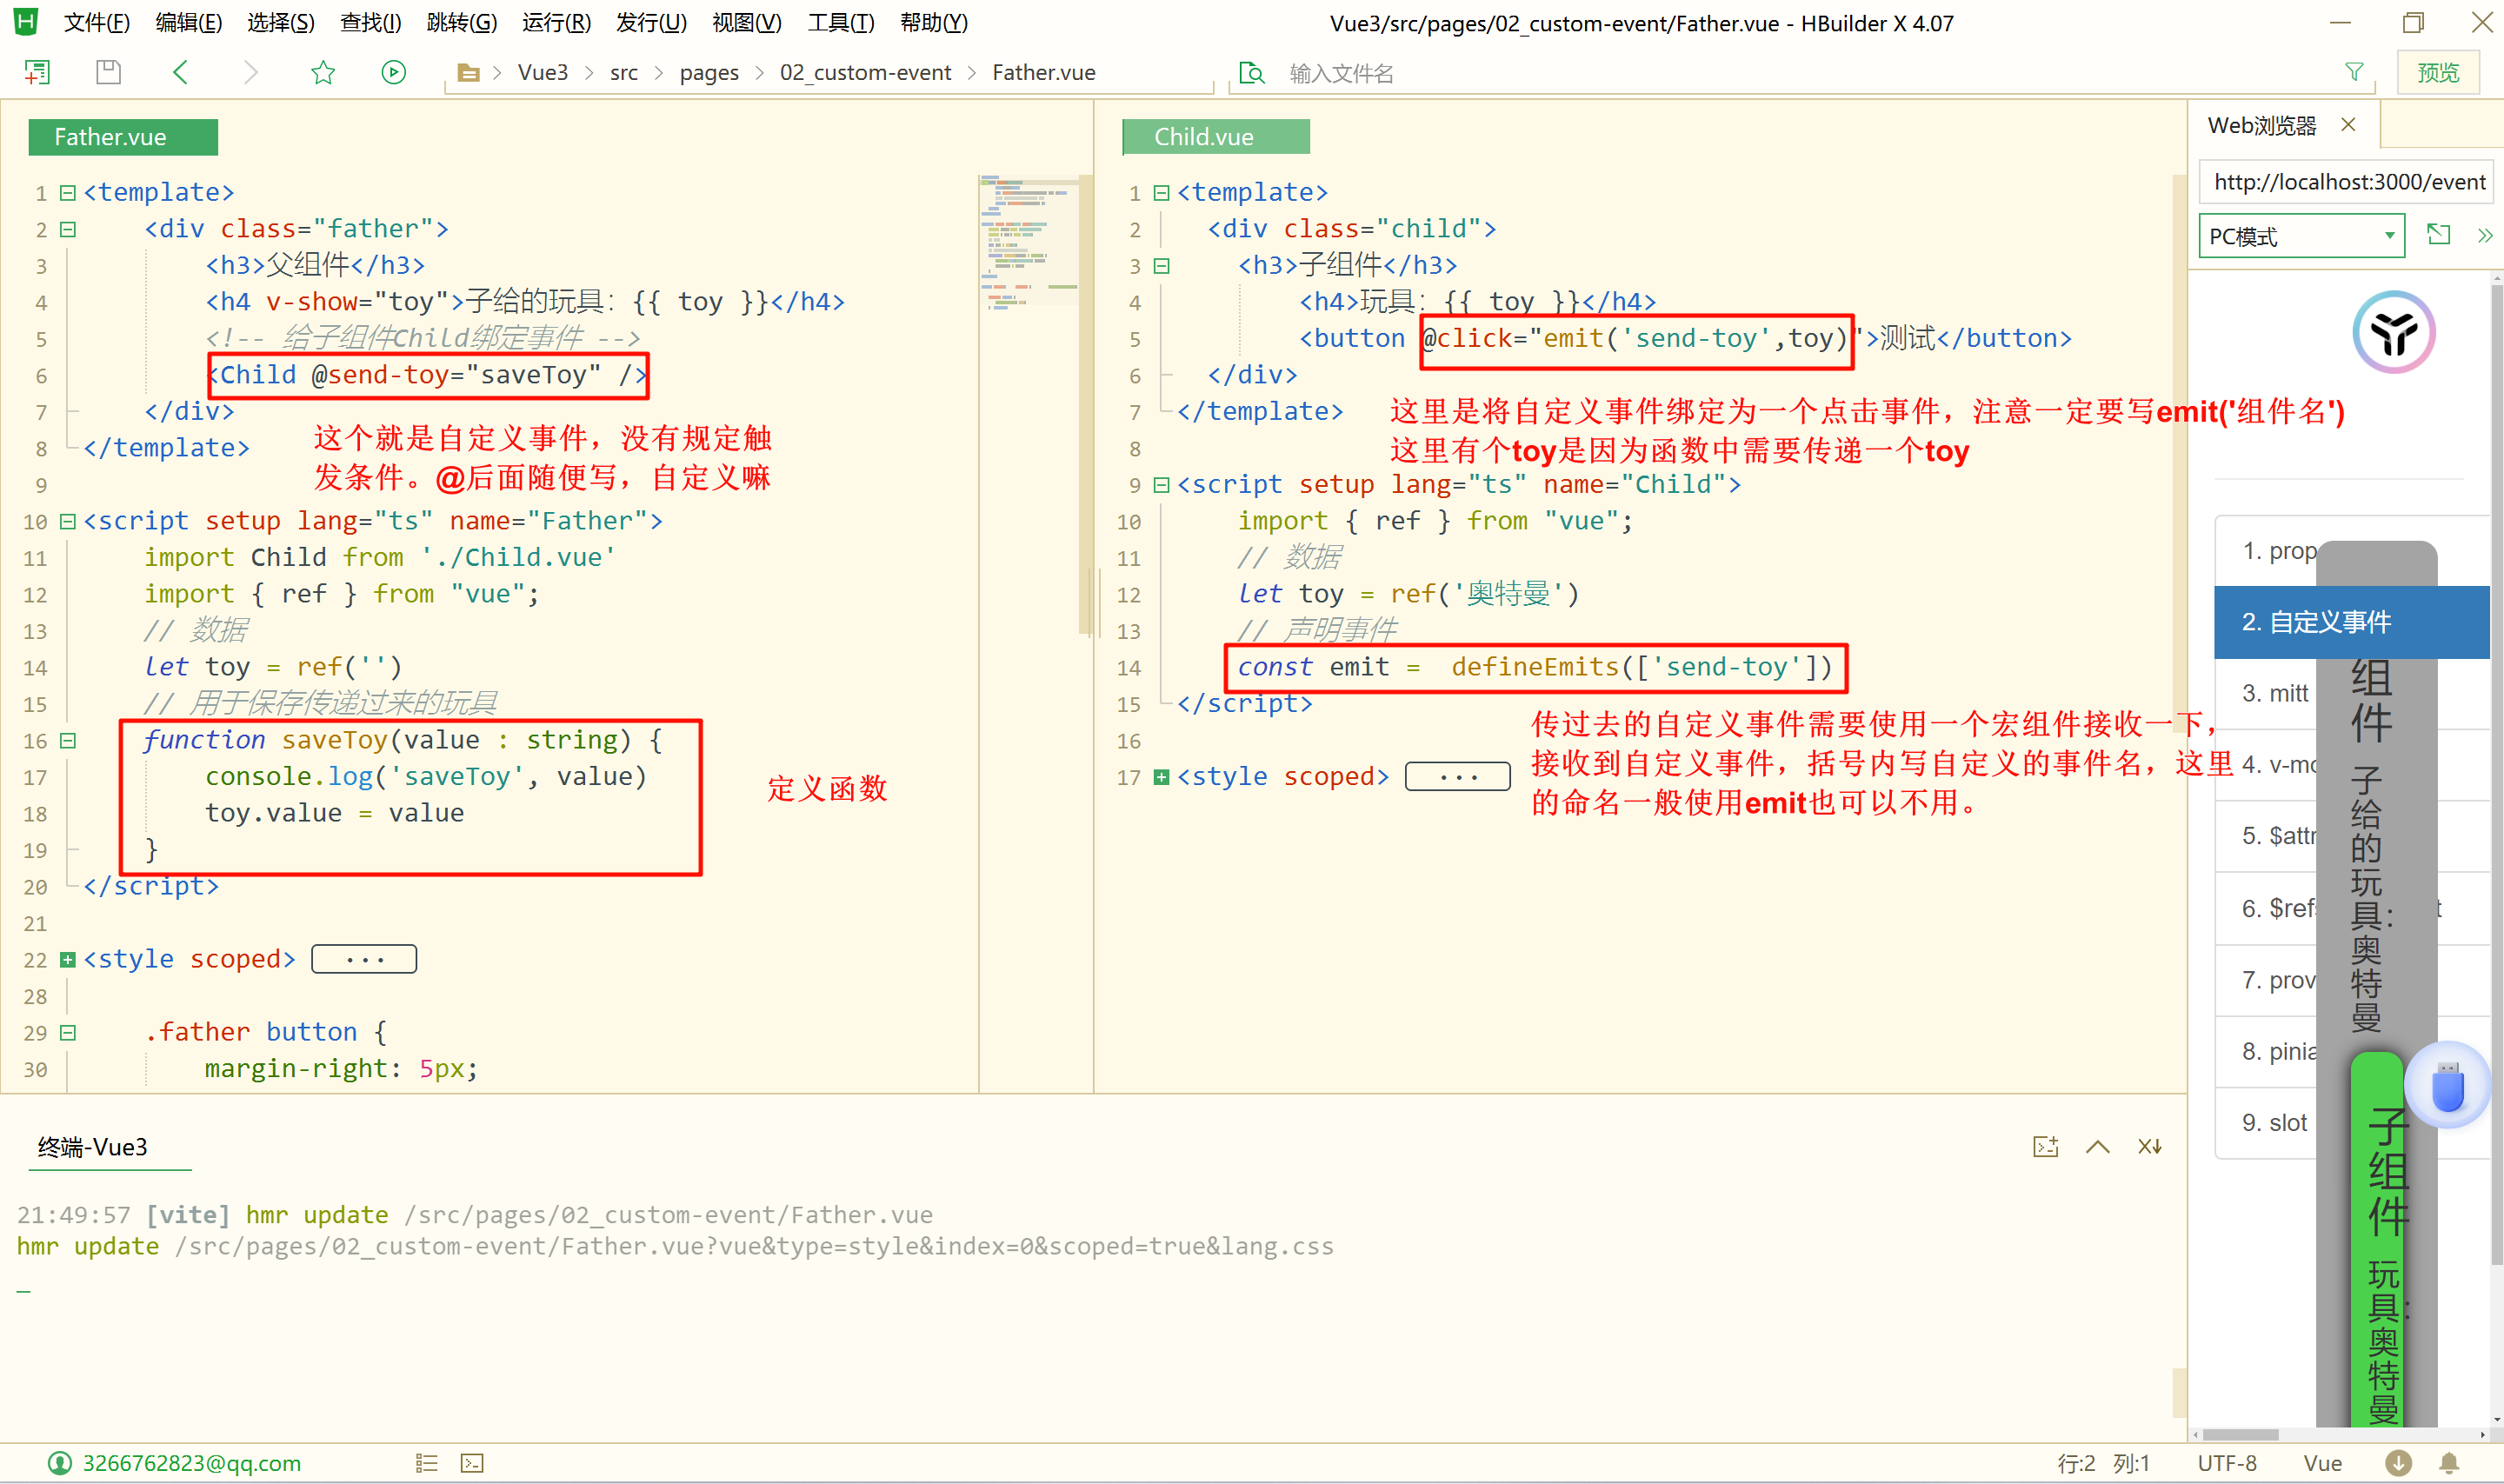 文件(F) 编辑(E) 选择(S) 查找(I) 跳转(G) 运行(R) 发行(U) 视图(V) 工具(T) 帮助(Y)
Vue3/src/pages/02_custom-event/Father.vue - HBuilder X 4.07
Vue3 src pages 02_custom-event Father.vue
输入文件名
预览
Father.vue
1 <template>
2 <div class="father">
3 <h3>父组件</h3>
4 <h4 v-show="toy">子给的玩具：{{ toy }}</h4>
5 <!-- 给子组件Child绑定事件 -->
6 <Child @send-toy="saveToy" />
7 </div>
8 </template>
这个就是自定义事件，没有规定触
发条件。@后面随便写，自定义嘛
9
10 <script setup lang="ts" name="Father">
11 import Child from './Child.vue'
12 import { ref } from "vue";
13 // 数据
14 let toy = ref('')
15 // 用于保存传递过来的玩具
16 function saveToy(value : string) {
17 console.log('saveToy', value)
18 toy.value = value
19 }
定义函数
20 </script>
21
22 <style scoped> ...
28
29 .father button {
30 margin-right: 5px;
Child.vue
1 <template>
2 <div class="child">
3 <h3>子组件</h3>
4 <h4>玩具：{{ toy }}</h4>
5 <button @click="emit('send-toy',toy)">测试</button>
6 </div>
7 </template>
这里是将自定义事件绑定为一个点击事件，注意一定要写emit('组件名')
这里有个toy是因为函数中需要传递一个toy
8
9 <script setup lang="ts" name="Child">
10 import { ref } from "vue";
11 // 数据
12 let toy = ref('奥特曼')
13 // 声明事件
14 const emit =  defineEmits(['send-toy'])
15 </script>
16
17 <style scoped> ...
传过去的自定义事件需要使用一个宏组件接收一下，
接收到自定义事件，括号内写自定义的事件名，这里
的命名一般使用emit也可以不用。
Web浏览器
http://localhost:3000/event
PC模式
1. prop
2. 自定义事件
3. mitt
4. v-mo
5. $attr
6. $refs t
7. prov
8. pinia
9. slot
组件
子给的玩具：奥特曼
子组件
玩具：奥特曼
终端-Vue3
21:49:57 [vite] hmr update /src/pages/02_custom-event/Father.vue
hmr update /src/pages/02_custom-event/Father.vue?vue&type=style&index=0&scoped=true&lang.css
3266762823@qq.com
行:2 列:1 UTF-8 Vue